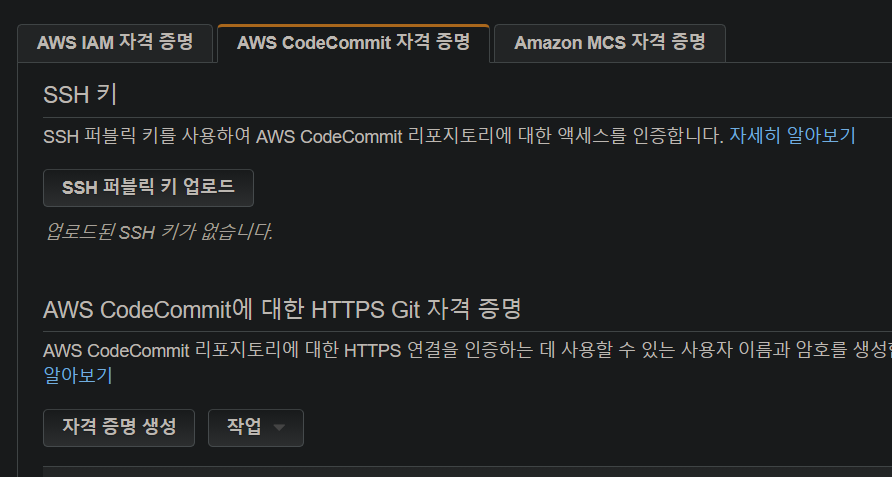 AWS IAM 자격 증명
AWS CodeCommit 자격 증명
Amazon MCS 자격 증명
SSH 키
SSH 퍼블릭 키를 사용하여 AWS CodeCommit 리포지토리에 대한 액세스를 인증합니다. 자세히 알아보기
SSH 퍼블릭 키 업로드
업로드된 SSH 키가 없습니다.
AWS CodeCommit에 대한 HTTPS Git 자격 증명
AWS CodeCommit 리포지토리에 대한 HTTPS 연결을 인증하는 데 사용할 수 있는 사용자 이름과 암호를 생성
알아보기
자격 증명 생성
작업